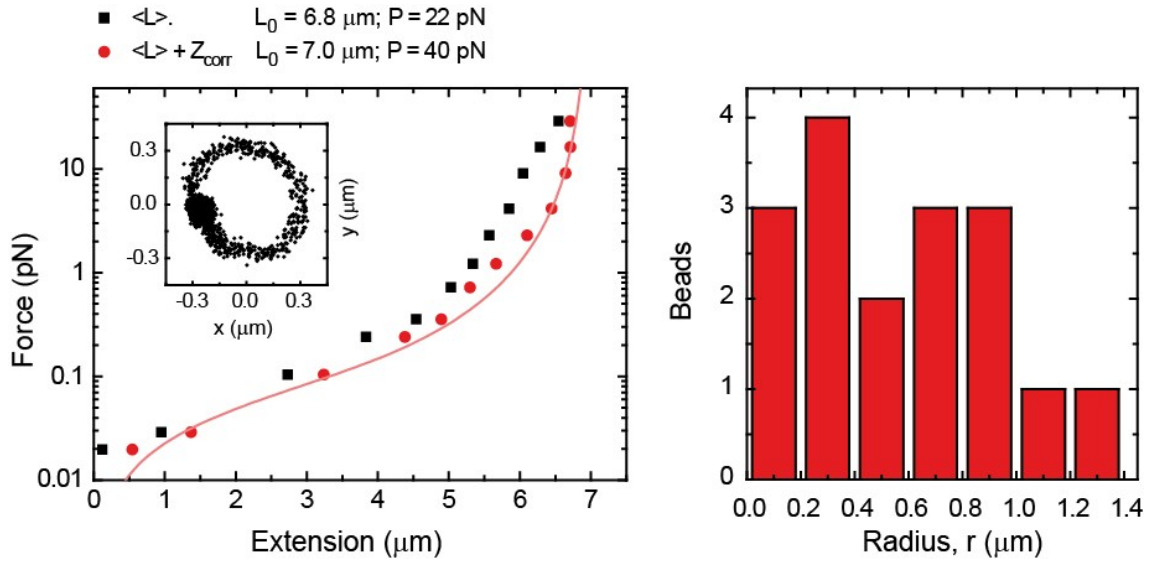 <L>. L₀ = 6.8 μm; P = 22 pN
<L> + Zcorr L₀ = 7.0 μm; P = 40 pN
Force (pN)
10
1
0.1
0.01
0 1 2 3 4 5 6 7
Extension (μm)
0.3
0.0
-0.3
-0.3 0.0 0.3
x (μm)
y (μm)
Beads
4
3
2
1
0
0.0 0.2 0.4 0.6 0.8 1.0 1.2 1.4
Radius, r (μm)